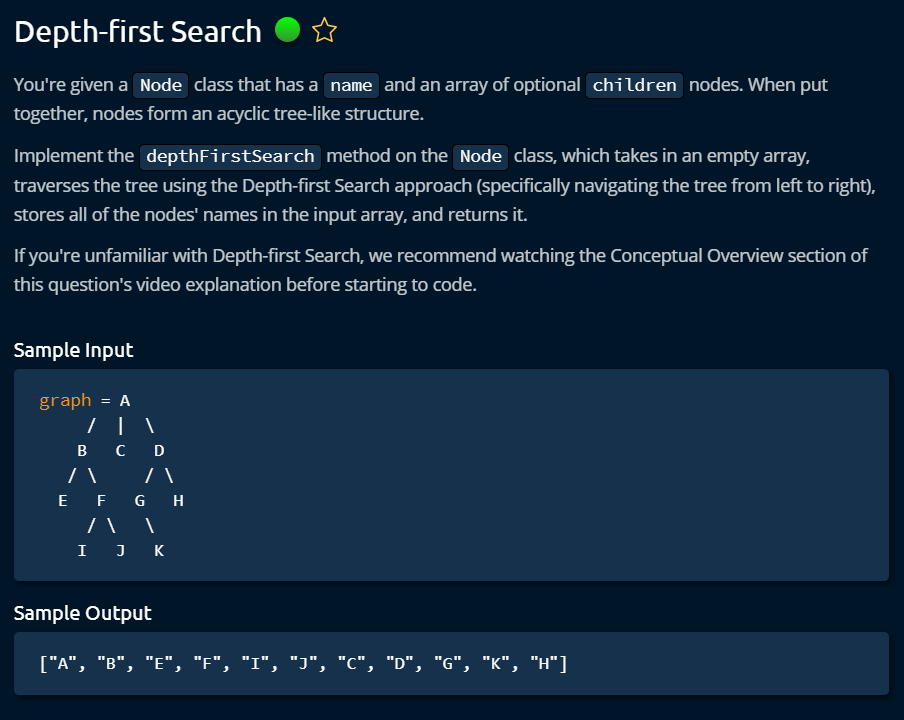 Depth-first Search
You're given a Node class that has a name and an array of optional children nodes. When put
together, nodes form an acyclic tree-like structure.
Implement the depthFirstSearch method on the Node class, which takes in an empty array,
traverses the tree using the Depth-first Search approach (specifically navigating the tree from left to right),
stores all of the nodes' names in the input array, and returns it.
If you're unfamiliar with Depth-first Search, we recommend watching the Conceptual Overview section of
this question's video explanation before starting to code.
Sample Input
graph = A
     /  |  \
    B   C   D
   / \     / \
  E   F   G   H
     / \   \
    I   J   K
Sample Output
["A", "B", "E", "F", "I", "J", "C", "D", "G", "K", "H"]